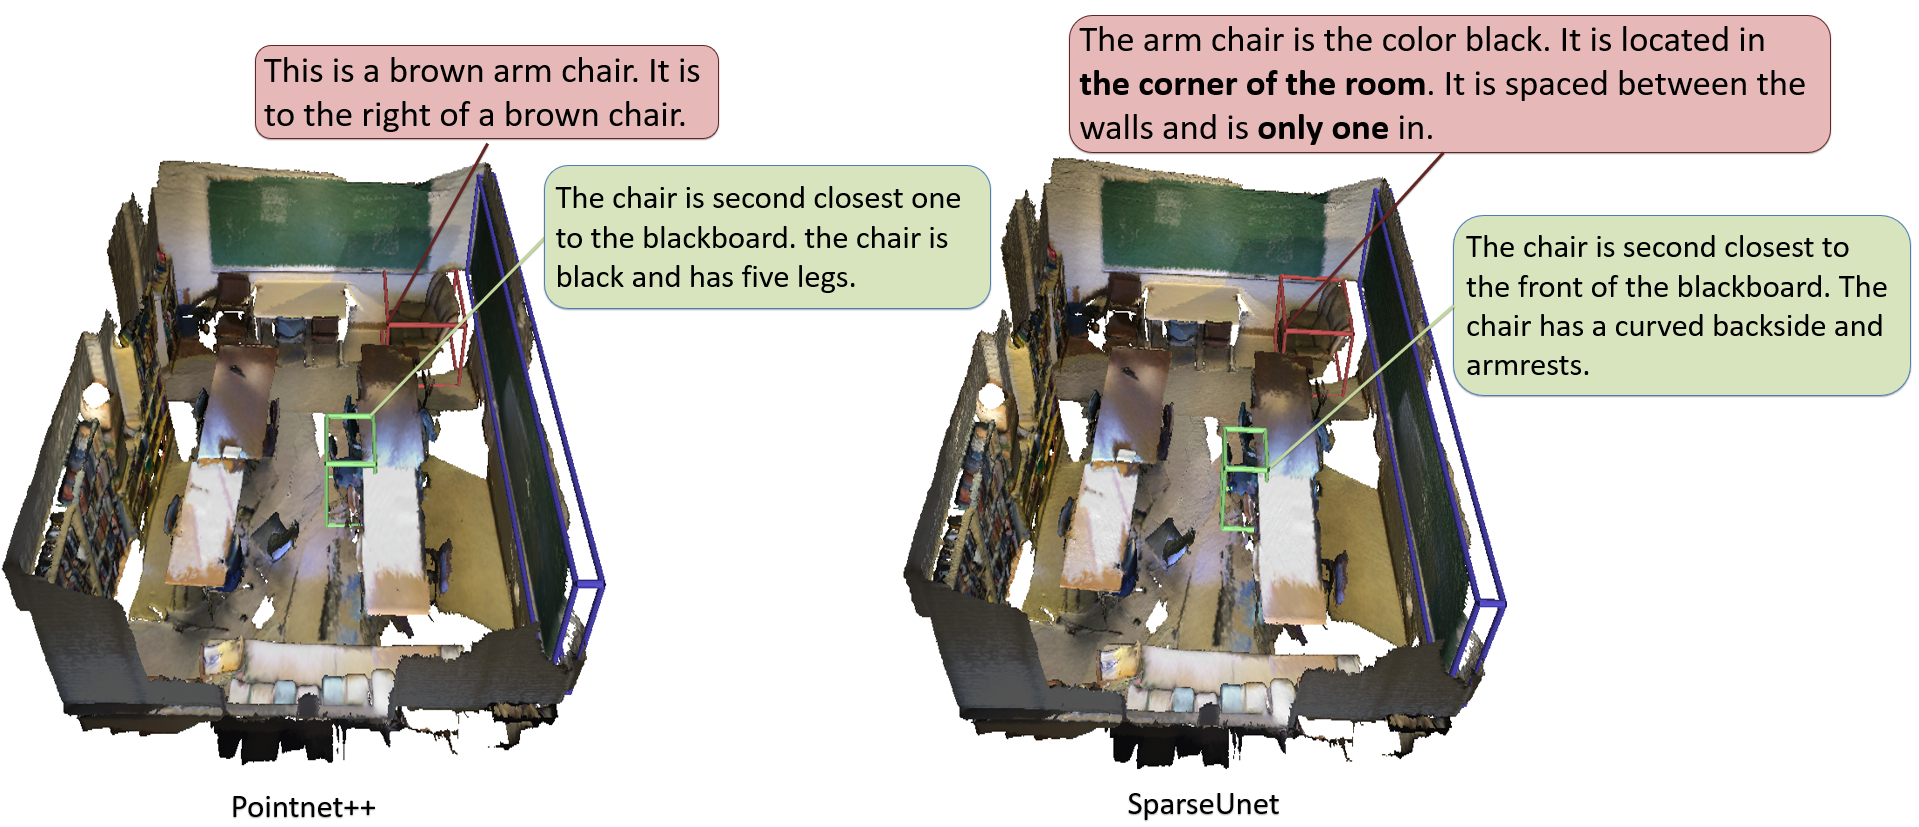 This is a brown arm chair. It is
to the right of a brown chair.
The chair is second closest one
to the blackboard. the chair is
black and has five legs.
Pointnet++
The arm chair is the color black. It is located in
the corner of the room. It is spaced between the
walls and is only one in.
The chair is second closest to
the front of the blackboard. The
chair has a curved backside and
armrests.
SparseUnet